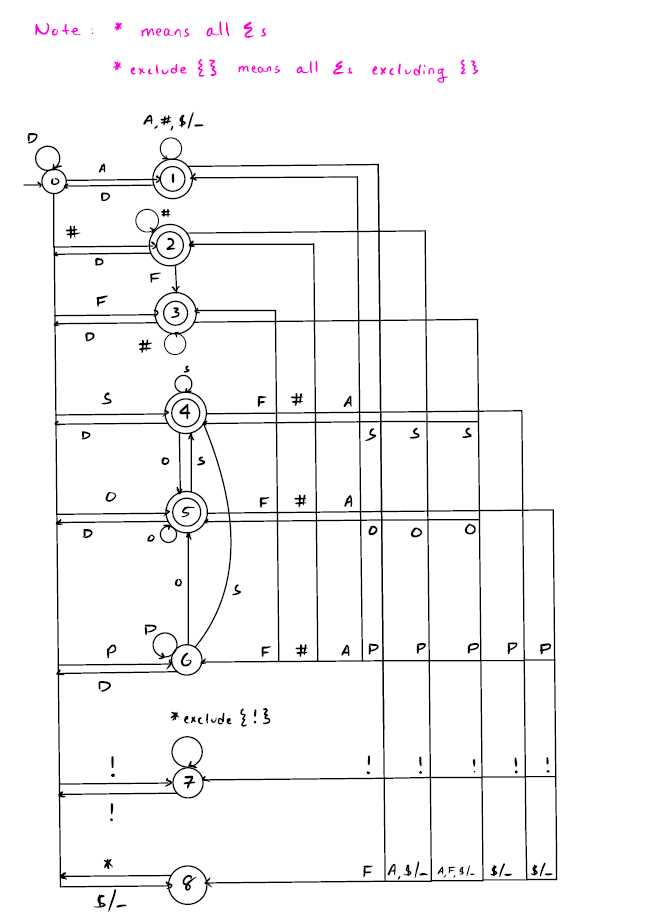 Note : * means all Σs
* exclude {} means all Σs excluding {}
A, #, $/_
D
0
A
1
D
#
#
2
D
F
F
3
D
#
s
S
4
F # A
D
S S S
O
S
O
5
F # A
D
O
O O O
O
S
D
P
6
F # A P P P P P
D
* exclude {!}
!
7
! ! ! ! !
!
*
8
F A, $/_ A, F, $/_ $/_ $/_
$/_